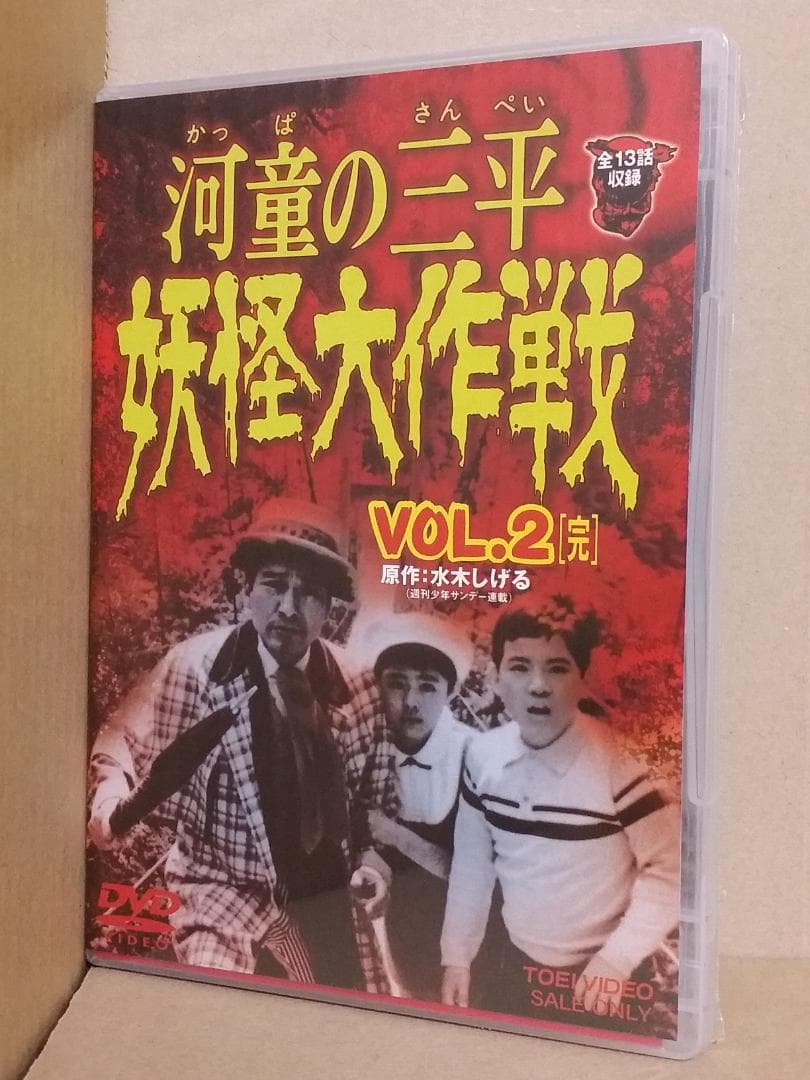 かっぱ さんぺい
河童の三平
全13話
収録
妖怪大作戦
VOL.2[完]
原作:水木しげる
(週刊少年サンデー連載)
DVD
VIDEO
TOEI VIDEO
SALE ONLY